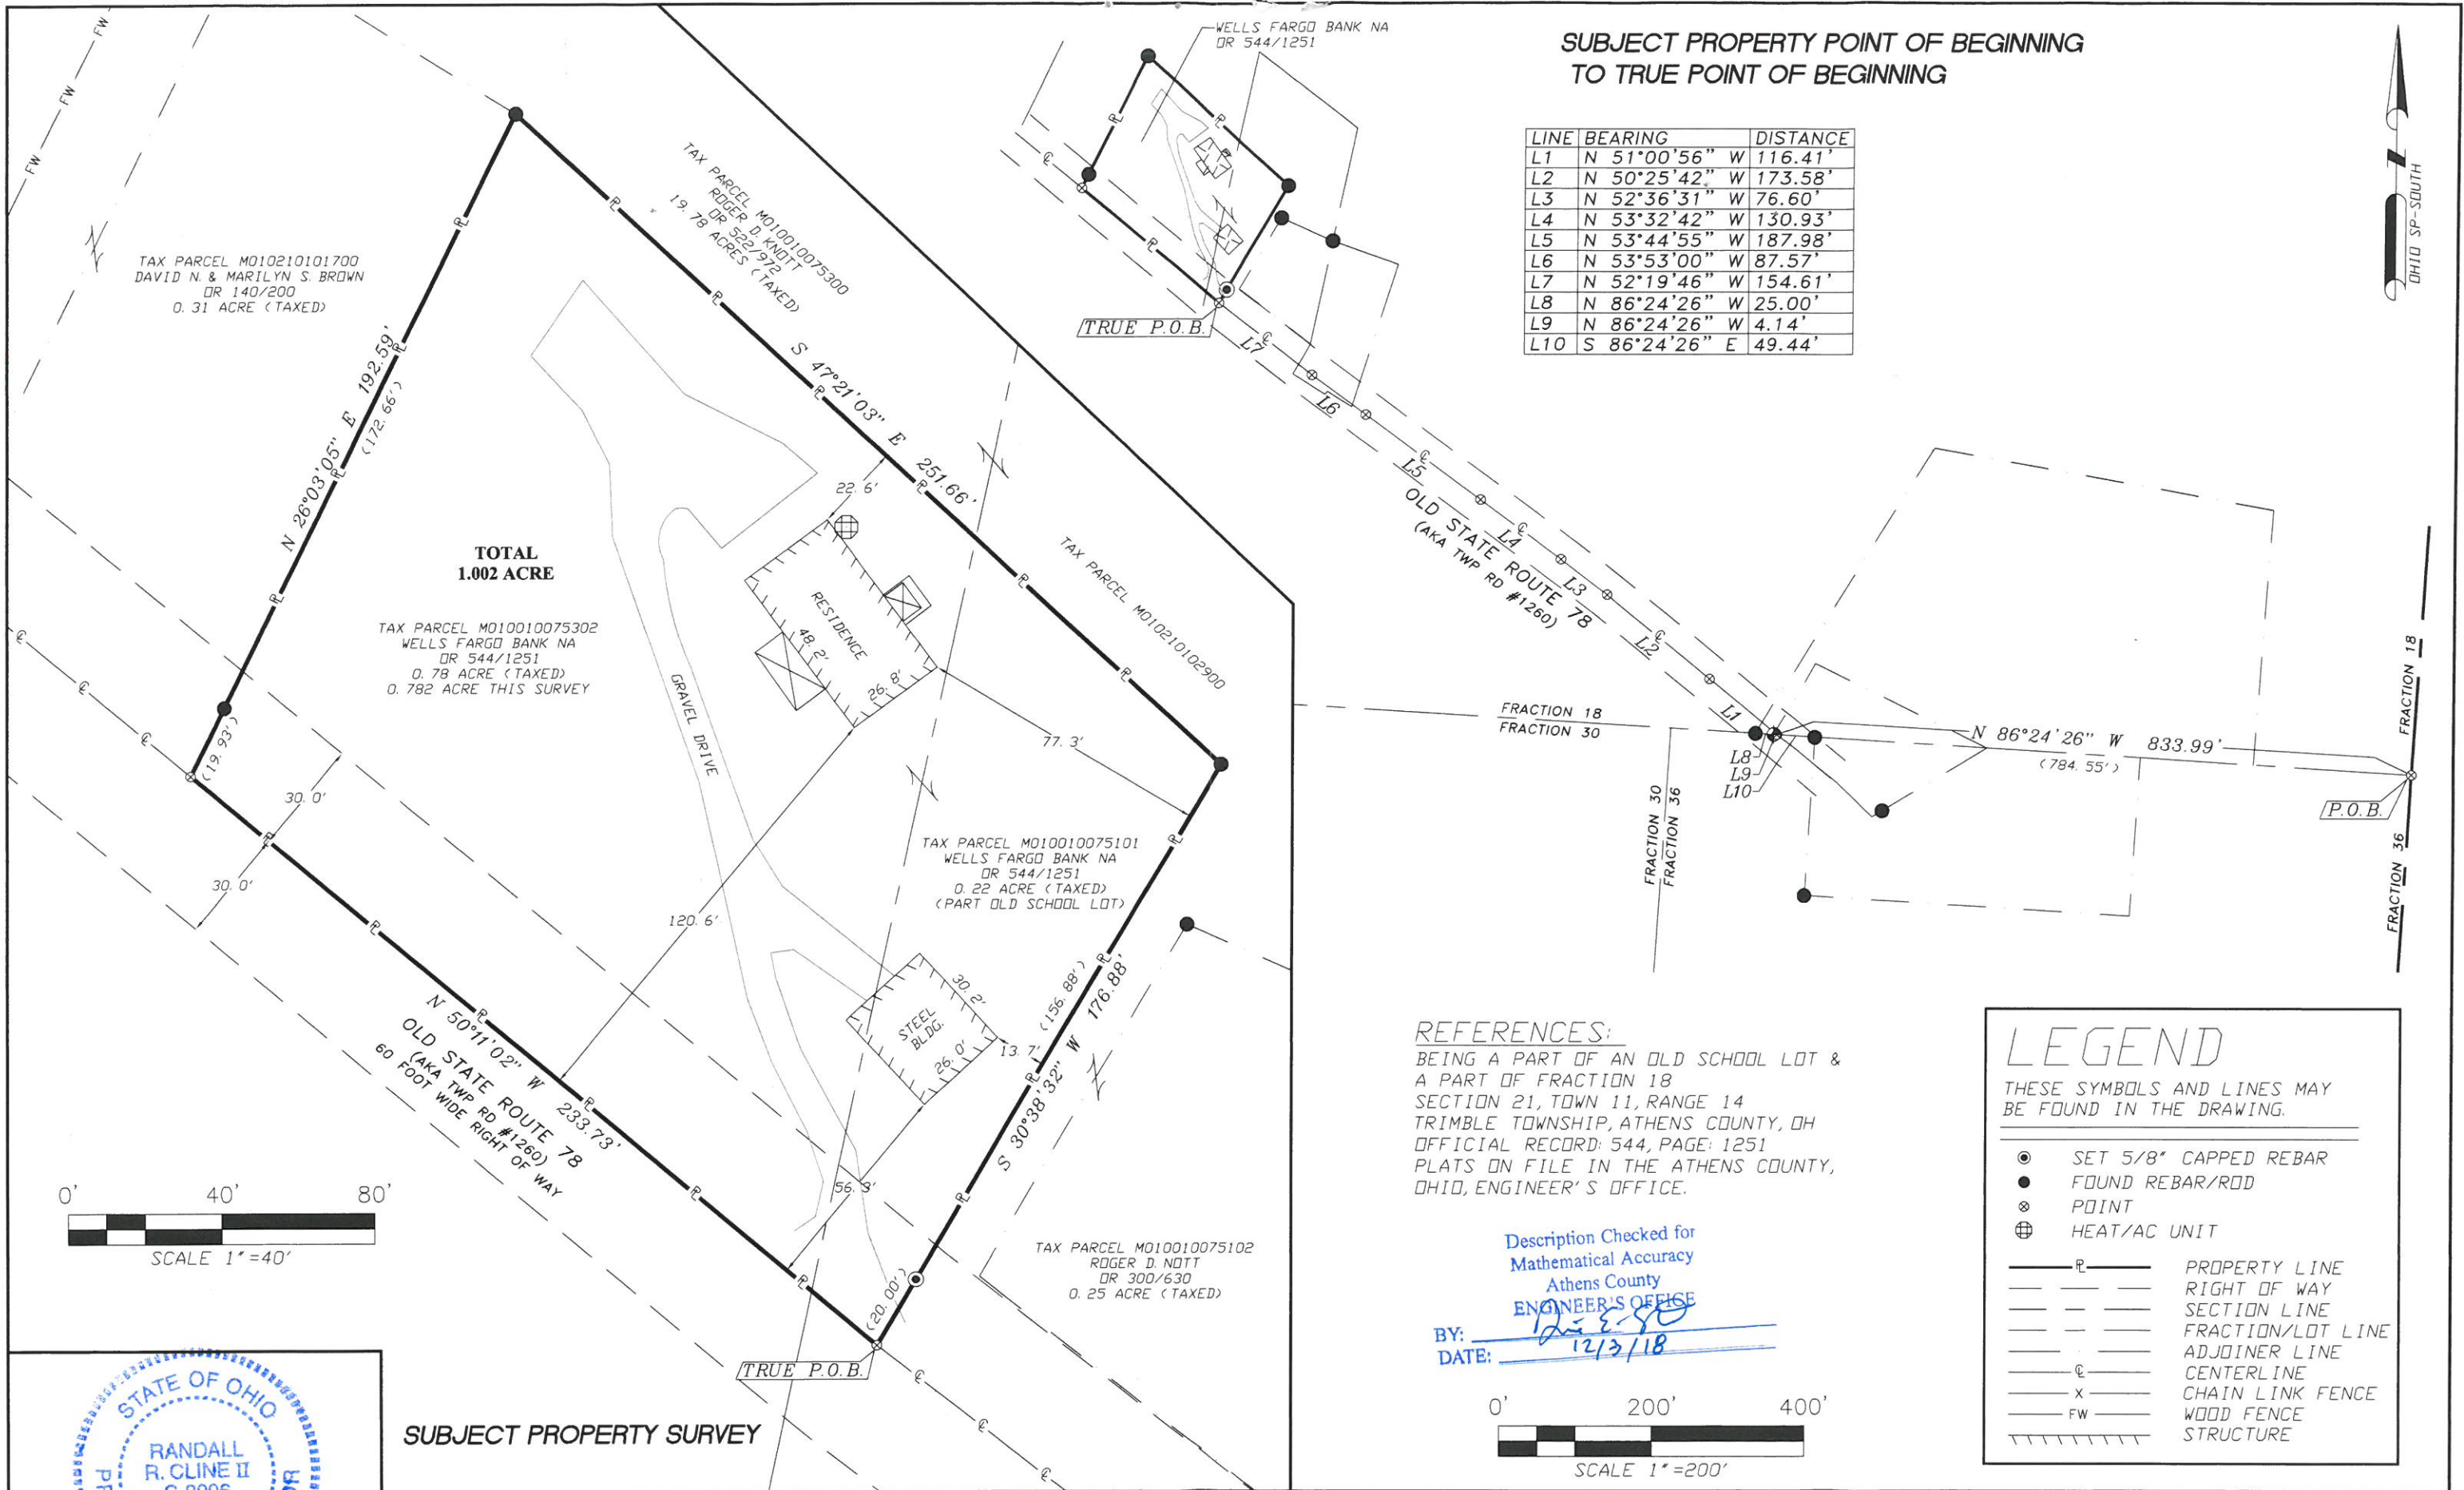 WELLS FARGO BANK NA
OR 544/1251
SUBJECT PROPERTY POINT OF BEGINNING
TO TRUE POINT OF BEGINNING
LINE BEARING DISTANCE
L1 N 51°00'56" W 116.41'
L2 N 50°25'42" W 173.58'
L3 N 52°36'31" W 76.60'
L4 N 53°32'42" W 130.93'
L5 N 53°44'55" W 187.98'
L6 N 53°53'00" W 87.57'
L7 N 52°19'46" W 154.61'
L8 N 86°24'26" W 25.00'
L9 N 86°24'26" W 4.14'
L10 S 86°24'26" E 49.44'
OHIO SP-SOUTH
FW
FW
FW
TAX PARCEL M010210101700
DAVID N. & MARILYN S. BROWN
OR 140/200
0.31 ACRE (TAXED)
TAX PARCEL M010010075300
ROGER D. KNOTT
OR 522/972
19.78 ACRES (TAXED)
N 26°03'05" E 192.59'
(172.66')
(19.93')
S 47°21'03" E 251.66'
22.6'
TOTAL
1.002 ACRE
TAX PARCEL M010010075302
WELLS FARGO BANK NA
OR 544/1251
0.78 ACRE (TAXED)
0.782 ACRE THIS SURVEY
RESIDENCE
48.2'
26.8'
GRAVEL DRIVE
77.3'
TAX PARCEL M010210102900
TAX PARCEL M010010075101
WELLS FARGO BANK NA
OR 544/1251
0.22 ACRE (TAXED)
(PART OLD SCHOOL LOT)
30.0'
30.0'
120.6'
STEEL
BLDG.
30.2'
26.0'
13.7'
(156.88')
S 30°38'32" W 176.88'
56.3'
(20.00')
N 50°11'02" W 233.73'
OLD STATE ROUTE 78
(AKA TWP RD #1260)
60 FOOT WIDE RIGHT OF WAY
TAX PARCEL M010010075102
ROGER D. NOTT
OR 300/630
0.25 ACRE (TAXED)
TRUE P.O.B.
0' 40' 80'
SCALE 1"=40'
SUBJECT PROPERTY SURVEY
STATE OF OHIO
RANDALL
R. CLINE II
TRUE P.O.B.
L7
L6
L5
L4
L3
L2
L1
L8
L9
L10
OLD STATE ROUTE 78
(AKA TWP RD #1260)
FRACTION 18
FRACTION 30
FRACTION 30
FRACTION 36
N 86°24'26" W 833.99'
(784.55')
FRACTION 18
FRACTION 36
P.O.B.
REFERENCES:
BEING A PART OF AN OLD SCHOOL LOT &
A PART OF FRACTION 18
SECTION 21, TOWN 11, RANGE 14
TRIMBLE TOWNSHIP, ATHENS COUNTY, OH
OFFICIAL RECORD: 544, PAGE: 1251
PLATS ON FILE IN THE ATHENS COUNTY,
OHIO, ENGINEER'S OFFICE.
Description Checked for
Mathematical Accuracy
Athens County
ENGINEER'S OFFICE
BY:
DATE: 12/3/18
0' 200' 400'
SCALE 1"=200'
LEGEND
THESE SYMBOLS AND LINES MAY
BE FOUND IN THE DRAWING.
SET 5/8" CAPPED REBAR
FOUND REBAR/ROD
POINT
HEAT/AC UNIT
PROPERTY LINE
RIGHT OF WAY
SECTION LINE
FRACTION/LOT LINE
ADJOINER LINE
CENTERLINE
X CHAIN LINK FENCE
FW WOOD FENCE
STRUCTURE